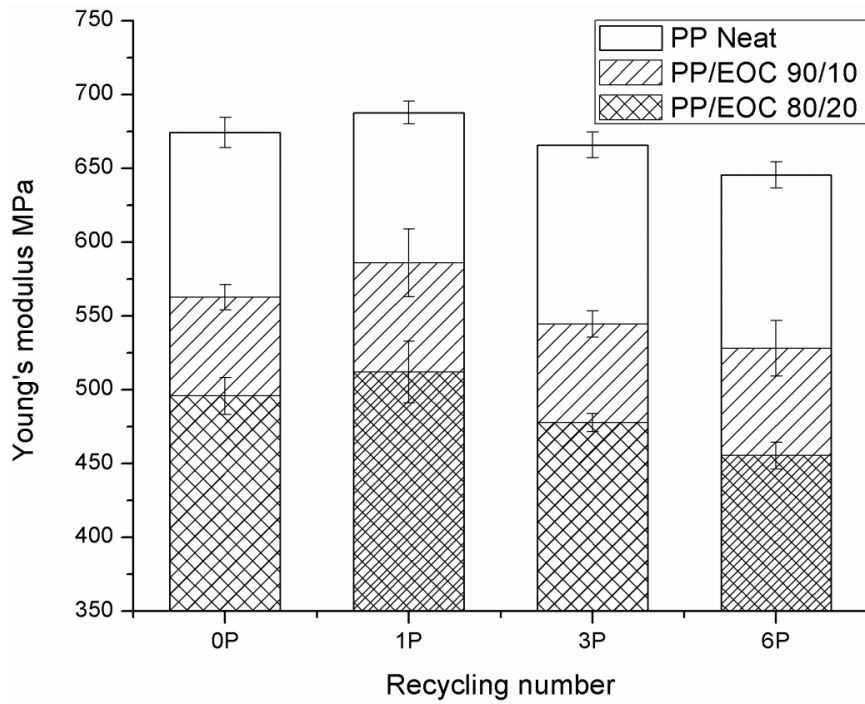 750
700
650
600
550
500
450
400
350
Young's modulus MPa
PP Neat
PP/EOC 90/10
PP/EOC 80/20
0P 1P 3P 6P
Recycling number